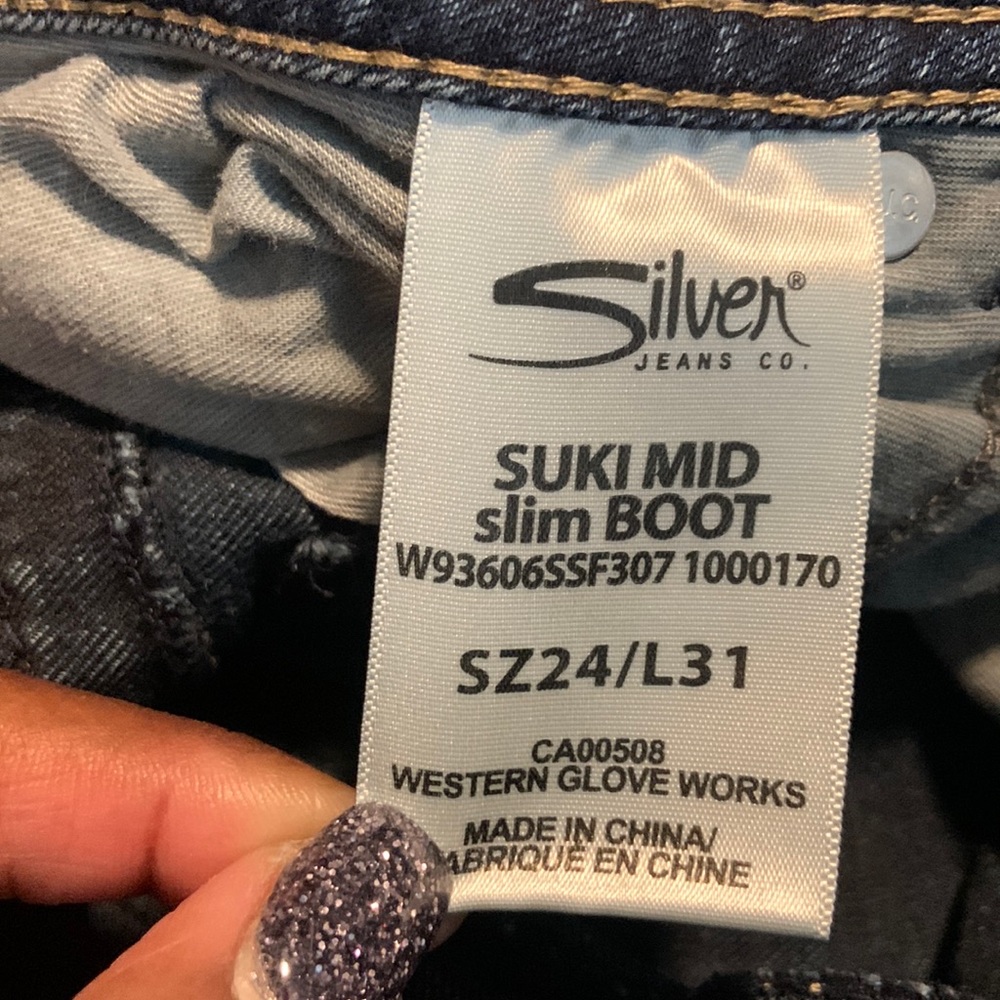 Silver®
JEANS CO.
SUKI MID
slim BOOT
W93606SSF307 1000170
SZ24/L31
CA00508
WESTERN GLOVE WORKS
MADE IN CHINA/
ABRIQUÉ EN CHINE